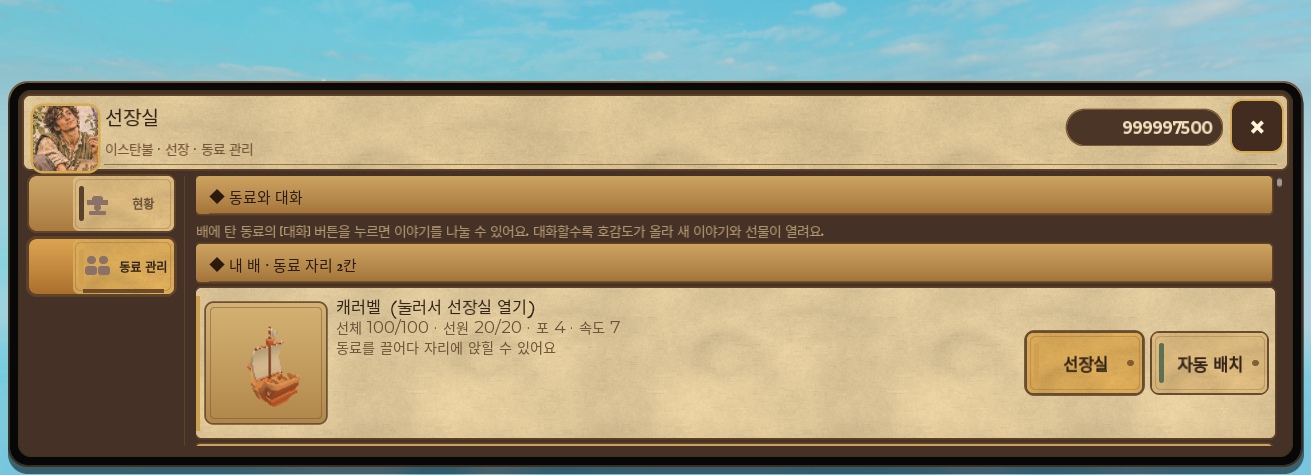 선장실
이스탄불 · 선장 · 동료 관리
999997500
×
현황
동료 관리
◆ 동료와 대화
배에 탄 동료의 [대화] 버튼을 누르면 이야기를 나눌 수 있어요. 대화할수록 호감도가 올라 새 이야기와 선물이 열려요.
◆ 내 배 · 동료 자리 2칸
캐러벨 (눌러서 선장실 열기)
선체 100/100 · 선원 20/20 · 포 4 · 속도 7
동료를 끌어다 자리에 앉힐 수 있어요
선장실
자동 배치